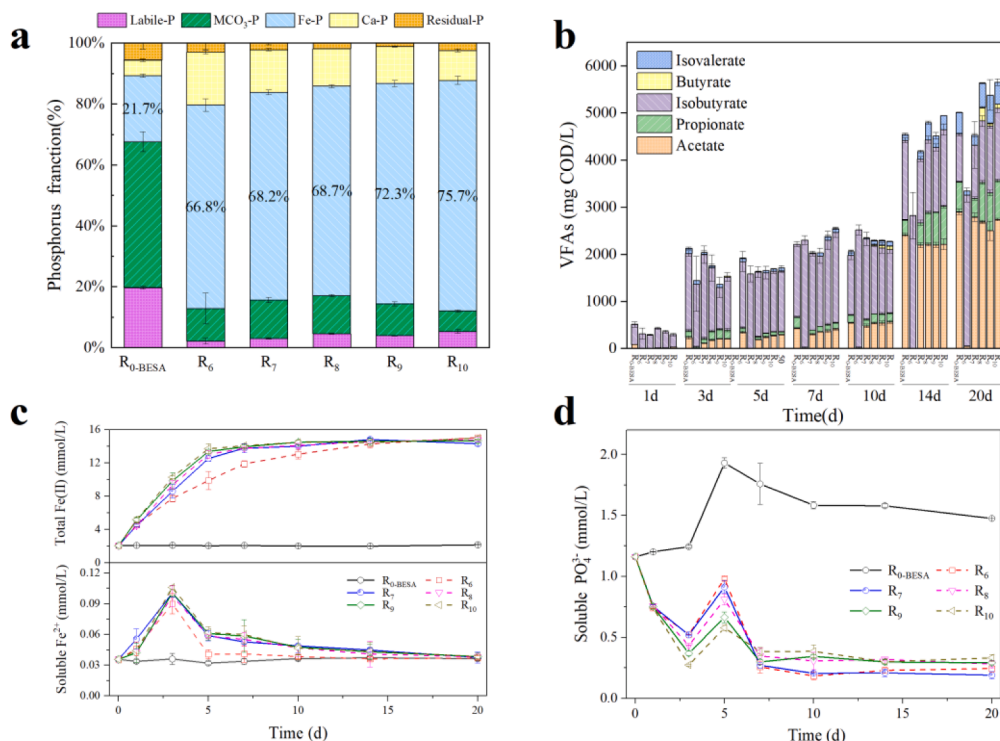 a
Labile-P MCO3-P Fe-P Ca-P Residual-P
100%
80%
60%
40%
20%
0%
Phosphorus franction(%)
21.7%
66.8%
68.2%
68.7%
72.3%
75.7%
R0-BESA R6 R7 R8 R9 R10
b
Isovalerate
Butyrate
Isobutyrate
Propionate
Acetate
6000
5000
4000
3000
2000
1000
0
VFAs (mg COD/L)
1d 3d 5d 7d 10d 14d 20d
Time(d)
c
16
12
8
4
0
Total Fe(II) (mmol/L)
0.12
0.09
0.06
0.03
0.00
Soluble Fe2+ (mmol/L)
R0-BESA R6
R7 R8
R9 R10
0 5 10 15 20
Time (d)
d
2.0
1.5
1.0
0.5
0.0
Soluble PO43- (mmol/L)
R0-BESA R6
R7 R8
R9 R10
0 5 10 15 20
Time (d)